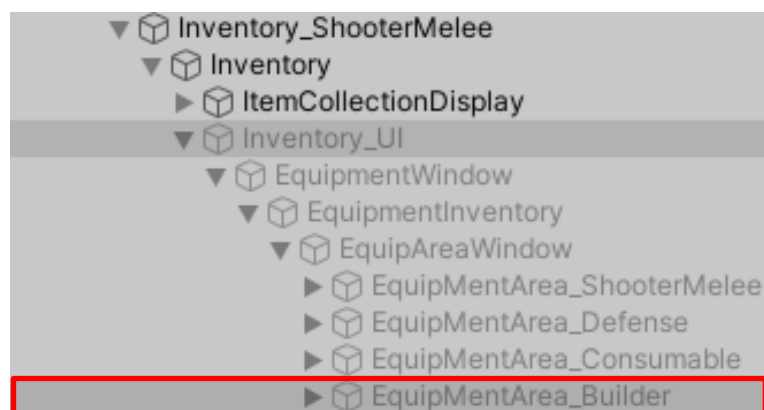 Inventory_ShooterMelee
Inventory
ItemCollectionDisplay
Inventory_UI
EquipmentWindow
EquipmentInventory
EquipAreaWindow
EquipMentArea_ShooterMelee
EquipMentArea_Defense
EquipMentArea_Consumable
EquipMentArea_Builder